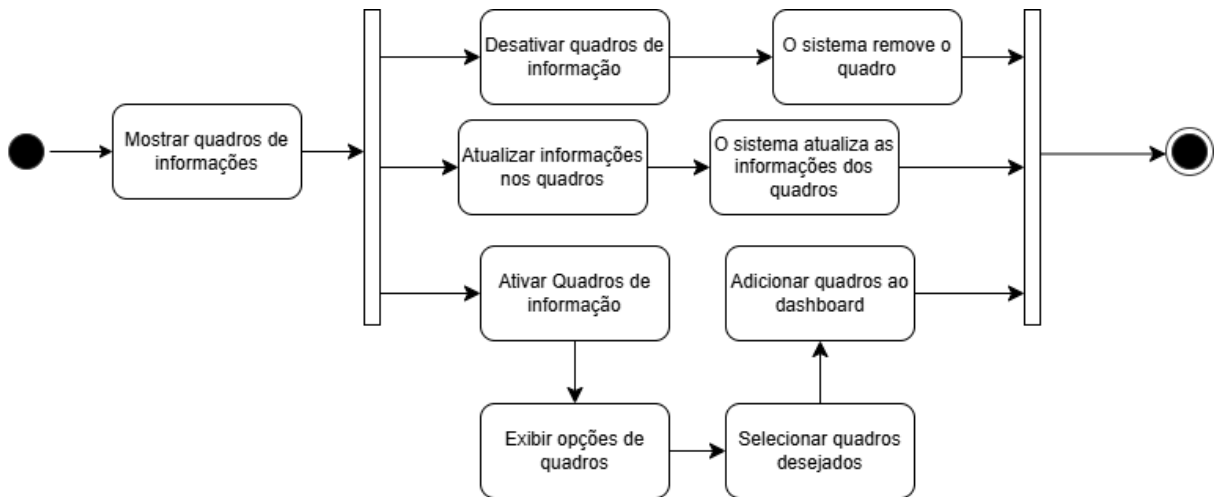 Mostrar quadros de
informações
Desativar quadros de
informação
O sistema remove o
quadro
Atualizar informações
nos quadros
O sistema atualiza as
informações dos
quadros
Ativar Quadros de
informação
Adicionar quadros ao
dashboard
Exibir opções de
quadros
Selecionar quadros
desejados